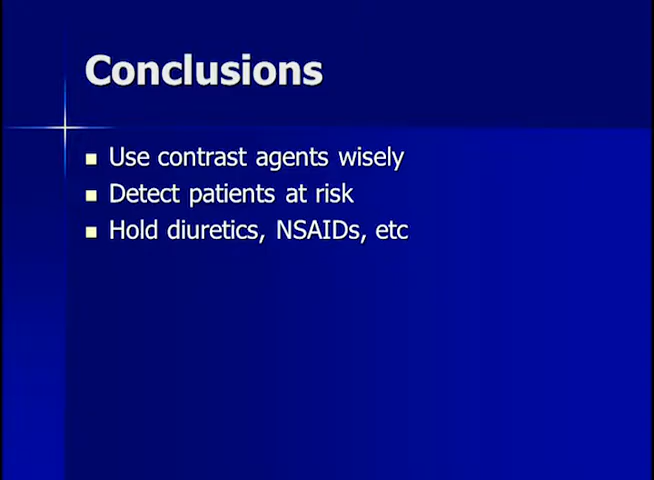 Conclusions
Use contrast agents wisely
Detect patients at risk
Hold diuretics, NSAIDs, etc